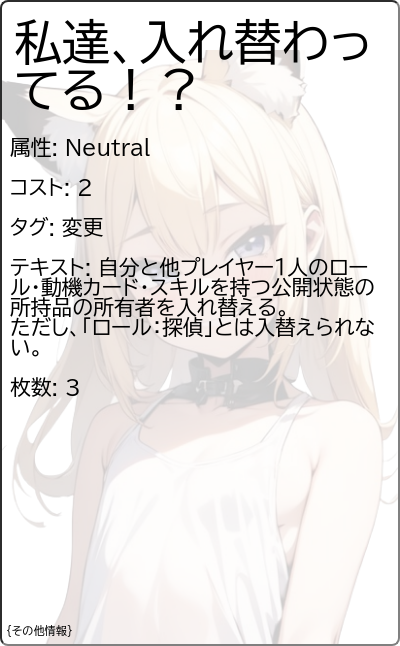 私達、入れ替わっ
てる！？
属性: Neutral
コスト: 2
タグ: 変更
テキスト: 自分と他プレイヤー1人のロー
ル・動機カード・スキルを持つ公開状態の
所持品の所有者を入れ替える。
ただし、「ロール：探偵」とは入替えられな
い。
枚数: 3
{その他情報}